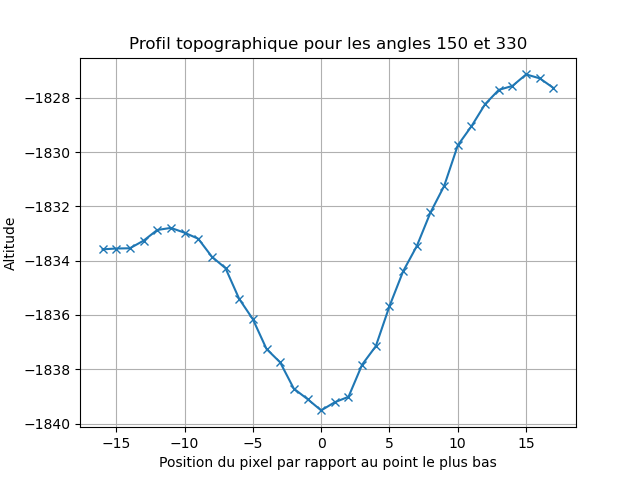 Profil topographique pour les angles 150 et 330
Altitude
−1828
−1830
−1832
−1834
−1836
−1838
−1840
−15 −10 −5 0 5 10 15
Position du pixel par rapport au point le plus bas